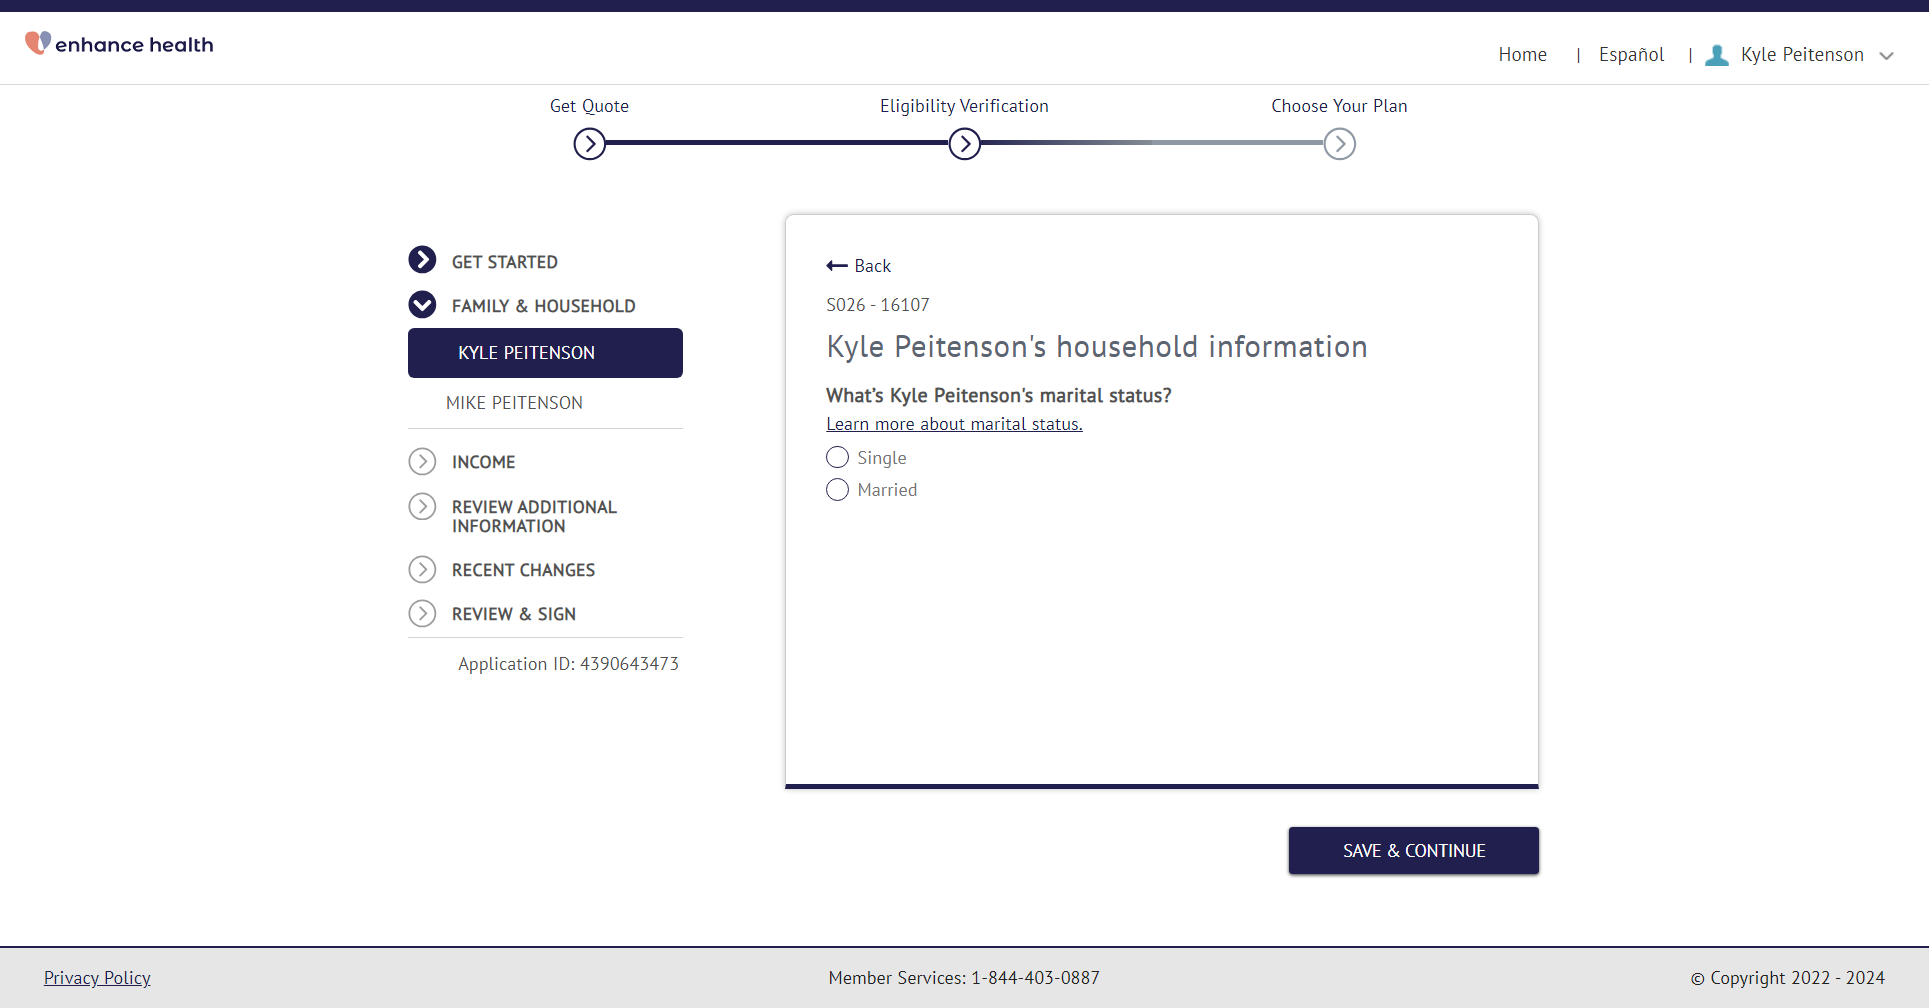 enhance health
Home | Español | Kyle Peitenson
Get Quote
Eligibility Verification
Choose Your Plan
GET STARTED
FAMILY & HOUSEHOLD
KYLE PEITENSON
MIKE PEITENSON
INCOME
REVIEW ADDITIONAL
INFORMATION
RECENT CHANGES
REVIEW & SIGN
Application ID: 4390643473
Back
S026 - 16107
Kyle Peitenson's household information
What’s Kyle Peitenson's marital status?
Learn more about marital status.
Single
Married
SAVE & CONTINUE
Privacy Policy
Member Services: 1-844-403-0887
© Copyright 2022 - 2024